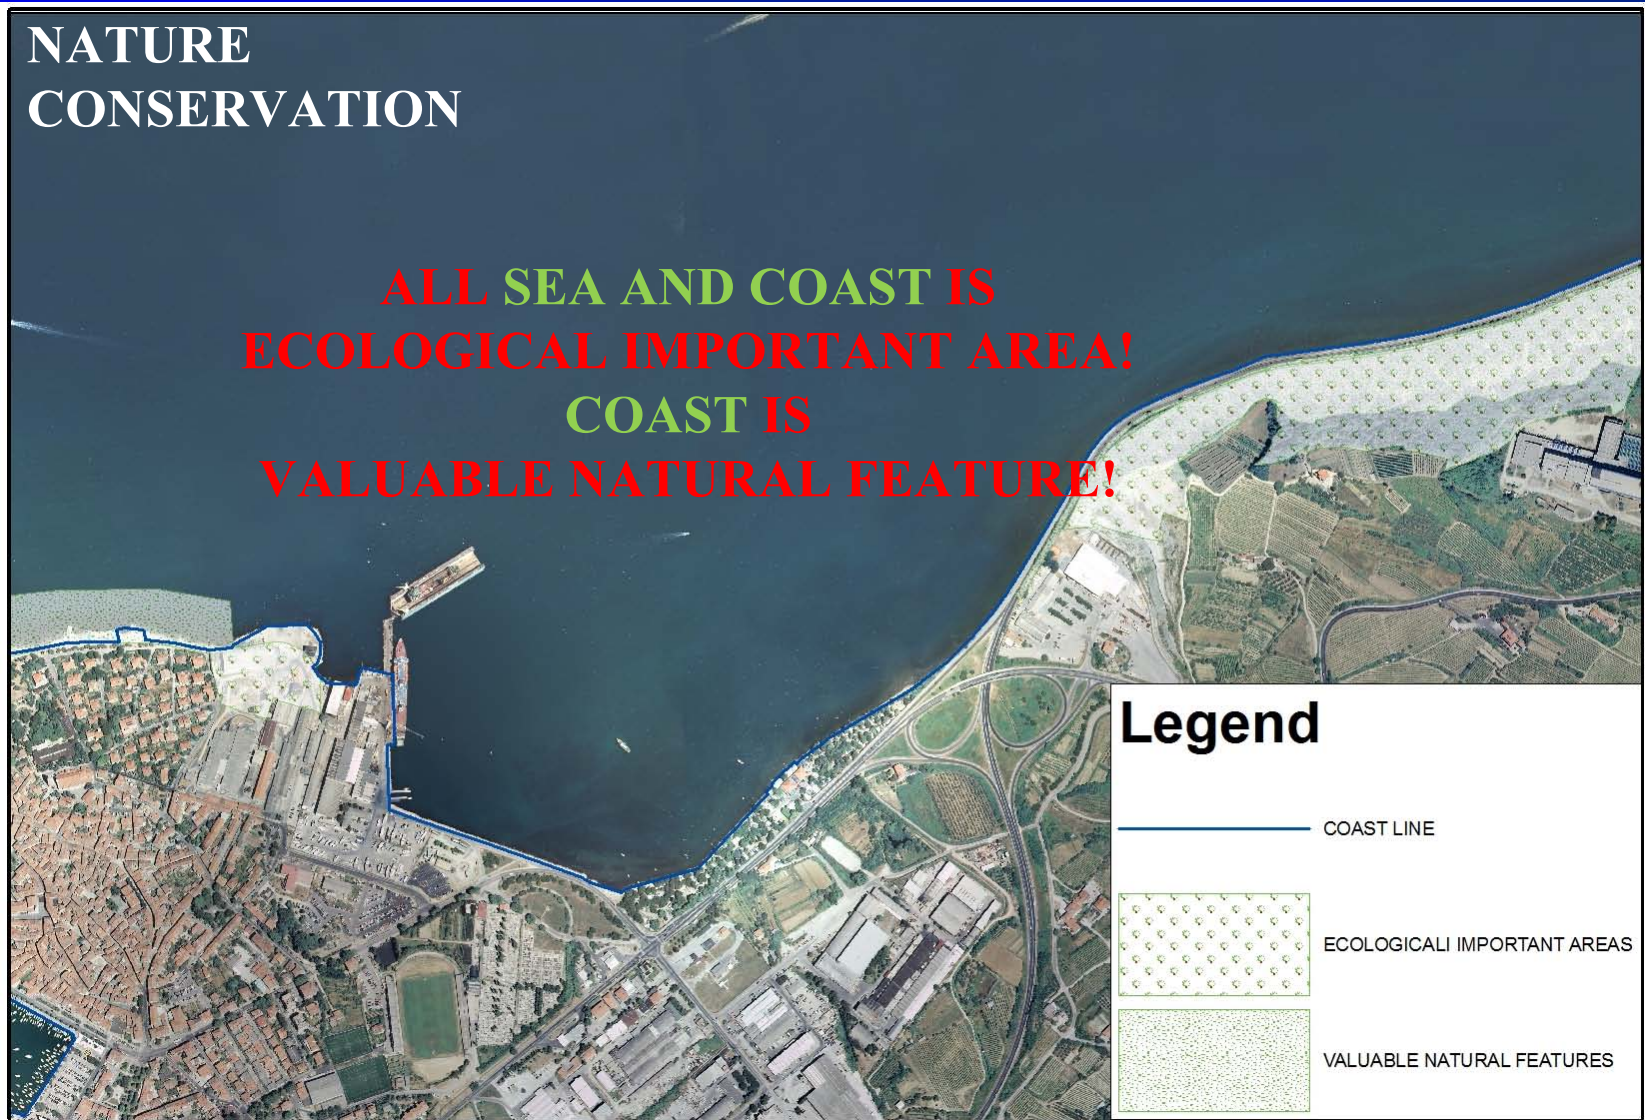 NATURE
CONSERVATION
ALL SEA AND COAST IS
ECOLOGICAL IMPORTANT AREA!
COAST IS
VALUABLE NATURAL FEATURE!
Legend
COAST LINE
ECOLOGICALI IMPORTANT AREAS
VALUABLE NATURAL FEATURES